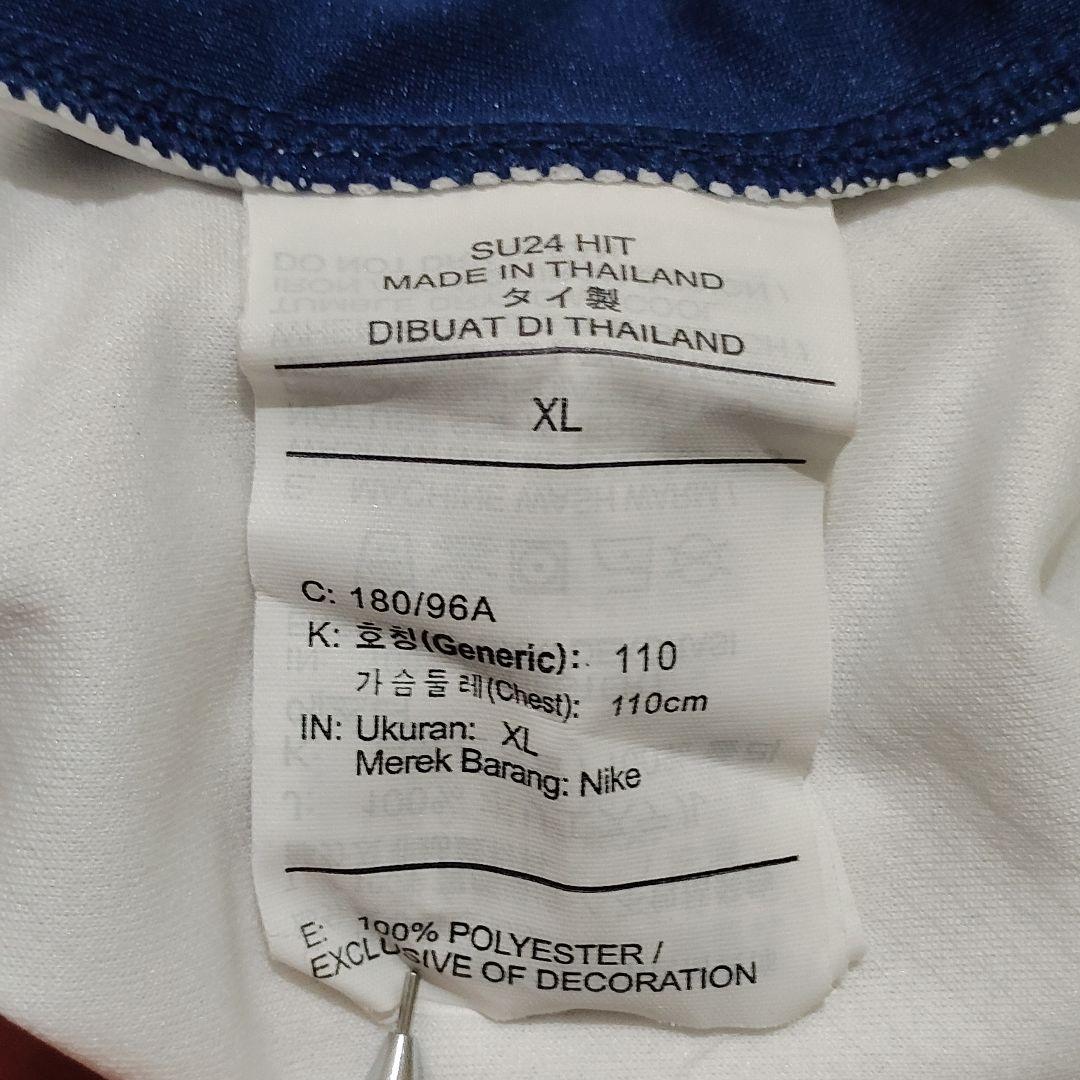 SU24 HIT
MADE IN THAILAND
タイ製
DIBUAT DI THAILAND
XL
C: 180/96A
K: 호칭(Generic): 110
가슴둘레(Chest): 110cm
IN: Ukuran: XL
Merek Barang: Nike
E: 100% POLYESTER /
EXCLUSIVE OF DECORATION